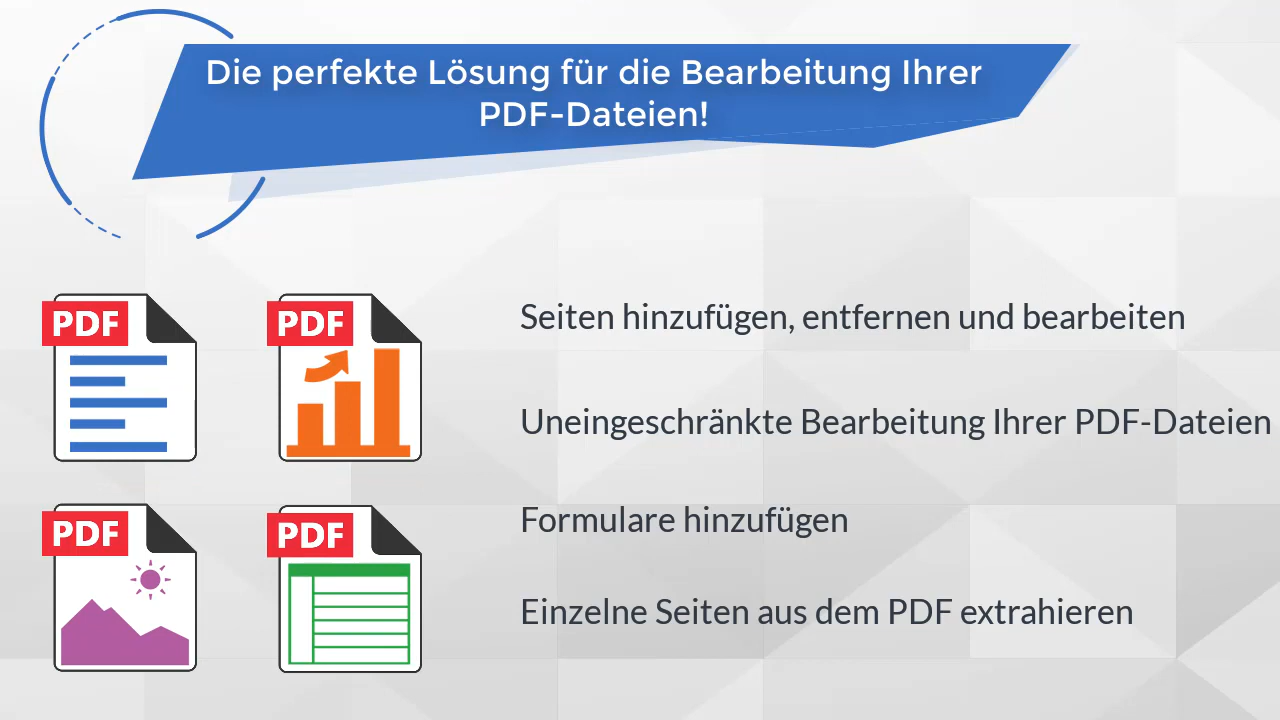 Die perfekte Lösung für die Bearbeitung Ihrer
PDF-Dateien!
PDF
PDF
Seiten hinzufügen, entfernen und bearbeiten
Uneingeschränkte Bearbeitung Ihrer PDF-Dateien
PDF
PDF
Formulare hinzufügen
Einzelne Seiten aus dem PDF extrahieren